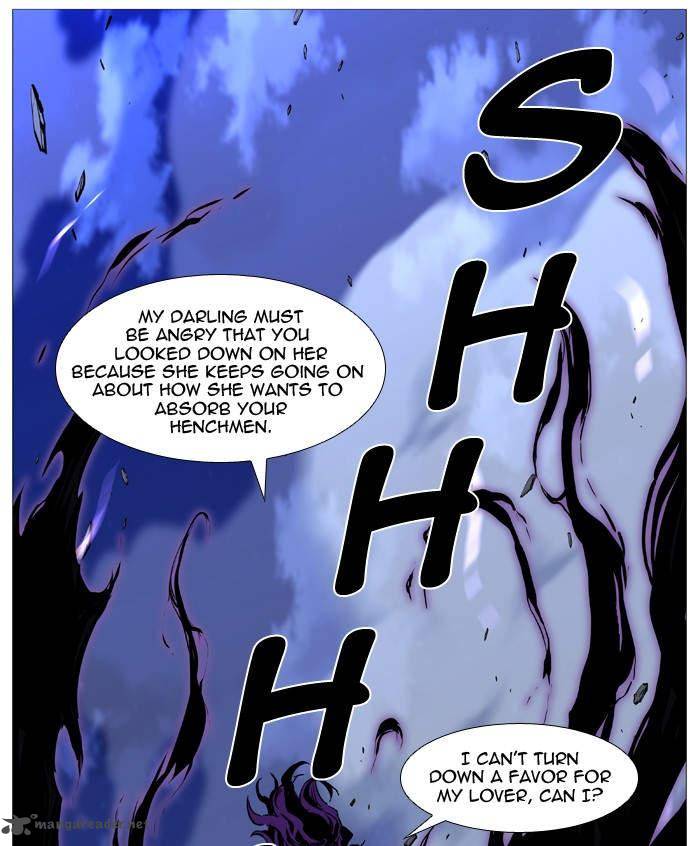 S
H
MY DARLING MUST
BE ANGRY THAT YOU
LOOKED DOWN ON HER
BECAUSE SHE KEEPS GOING ON
ABOUT HOW SHE WANTS TO
ABSORB YOUR
HENCHMEN.
H
H
I CAN'T TURN
DOWN A FAVOR FOR
MY LOVER, CAN I?
mangareader.net